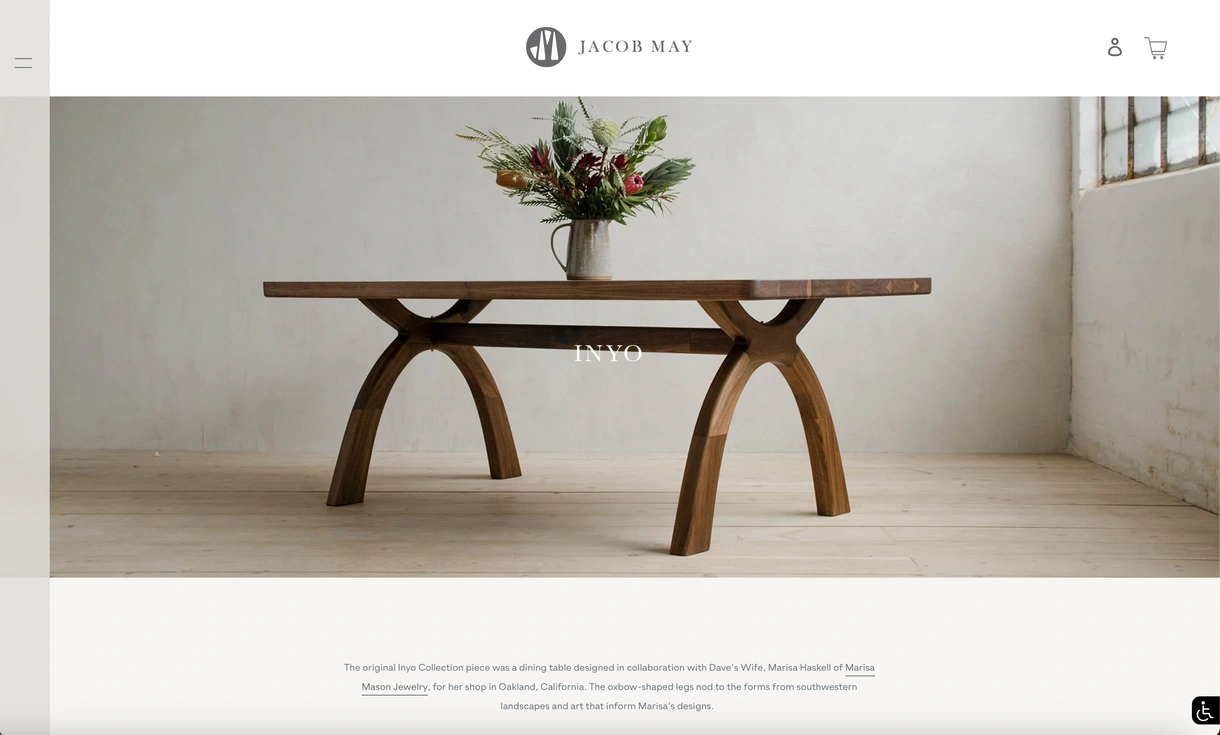 JACOB MAY
INYO
The original Inyo Collection piece was a dining table designed in collaboration with Dave's Wife, Marisa Haskell of Marisa
Mason Jewelry, for her shop in Oakland, California. The oxbow-shaped legs nod to the forms from southwestern
landscapes and art that inform Marisa's designs.